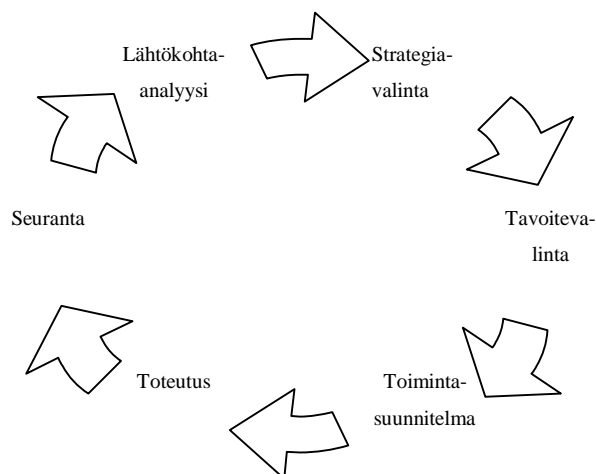 Lähtökohta-
analyysi
Strategia-
valinta
Tavoiteva-
linta
Toiminta-
suunnitelma
Toteutus
Seuranta